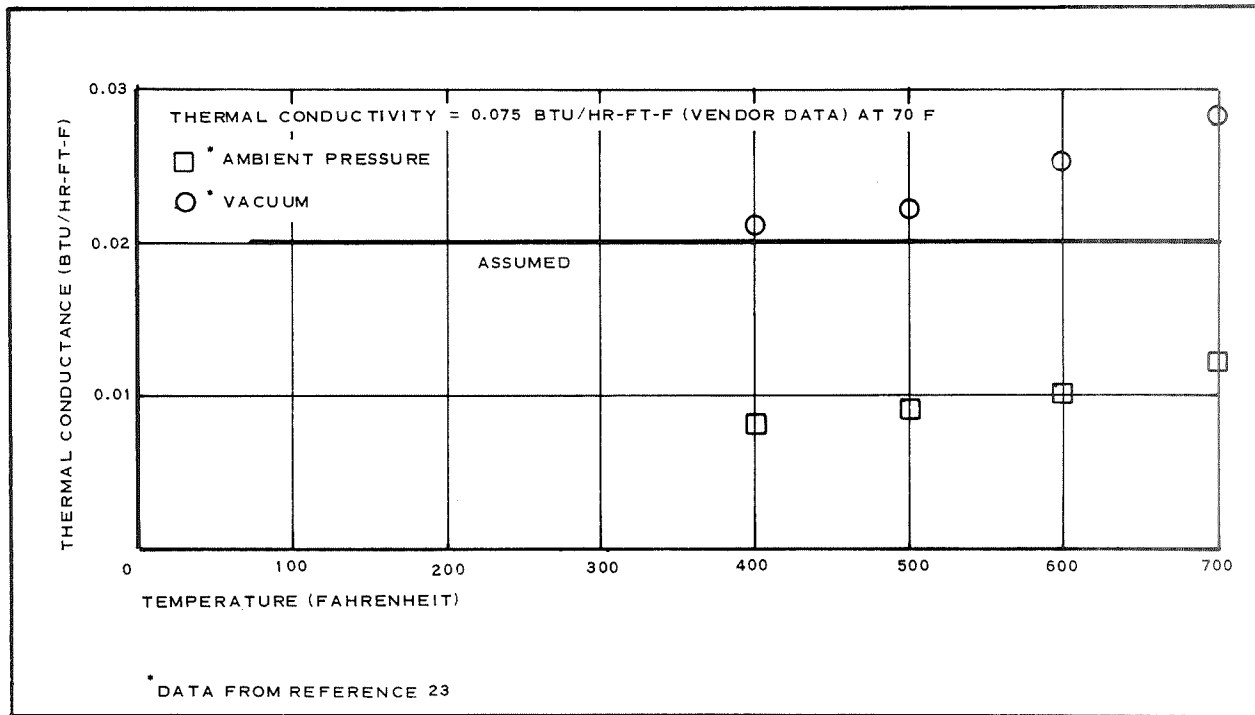 0.03
THERMAL CONDUCTIVITY = 0.075 BTU/HR-FT-F (VENDOR DATA) AT 70 F
* AMBIENT PRESSURE
* VACUUM
0.02
ASSUMED
0.01
THERMAL CONDUCTANCE (BTU/HR-FT-F)
0 100 200 300 400 500 600 700
TEMPERATURE (FAHRENHEIT)
* DATA FROM REFERENCE 23